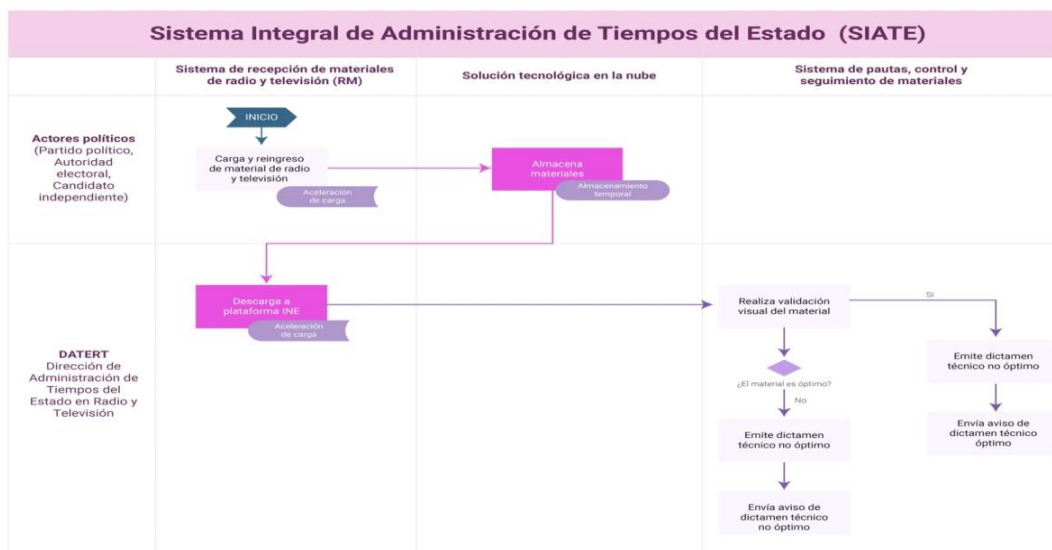 Sistema Integral de Administración de Tiempos del Estado (SIATE)
Sistema de recepción de materiales
de radio y televisión (RM)
Solución tecnológica en la nube
Sistema de pautas, control y
seguimiento de materiales
Actores políticos
(Partido político,
Autoridad
electoral,
Candidato
independiente)
INICIO
Carga y reingreso
de material de radio
y televisión
Aceleración
de carga
Almacena
materiales
Almacenamiento
temporal
DATERT
Dirección de
Administración de
Tiempos del
Estado en Radio y
Televisión
Descarga a
plataforma INE
Aceleración
de carga
Realiza validación
visual del material
SI
¿El material es óptimo?
No
Emite dictamen
técnico no óptimo
Envía aviso de
dictamen técnico
no óptimo
Emite dictamen
técnico no óptimo
Envía aviso de
dictamen técnico
óptimo